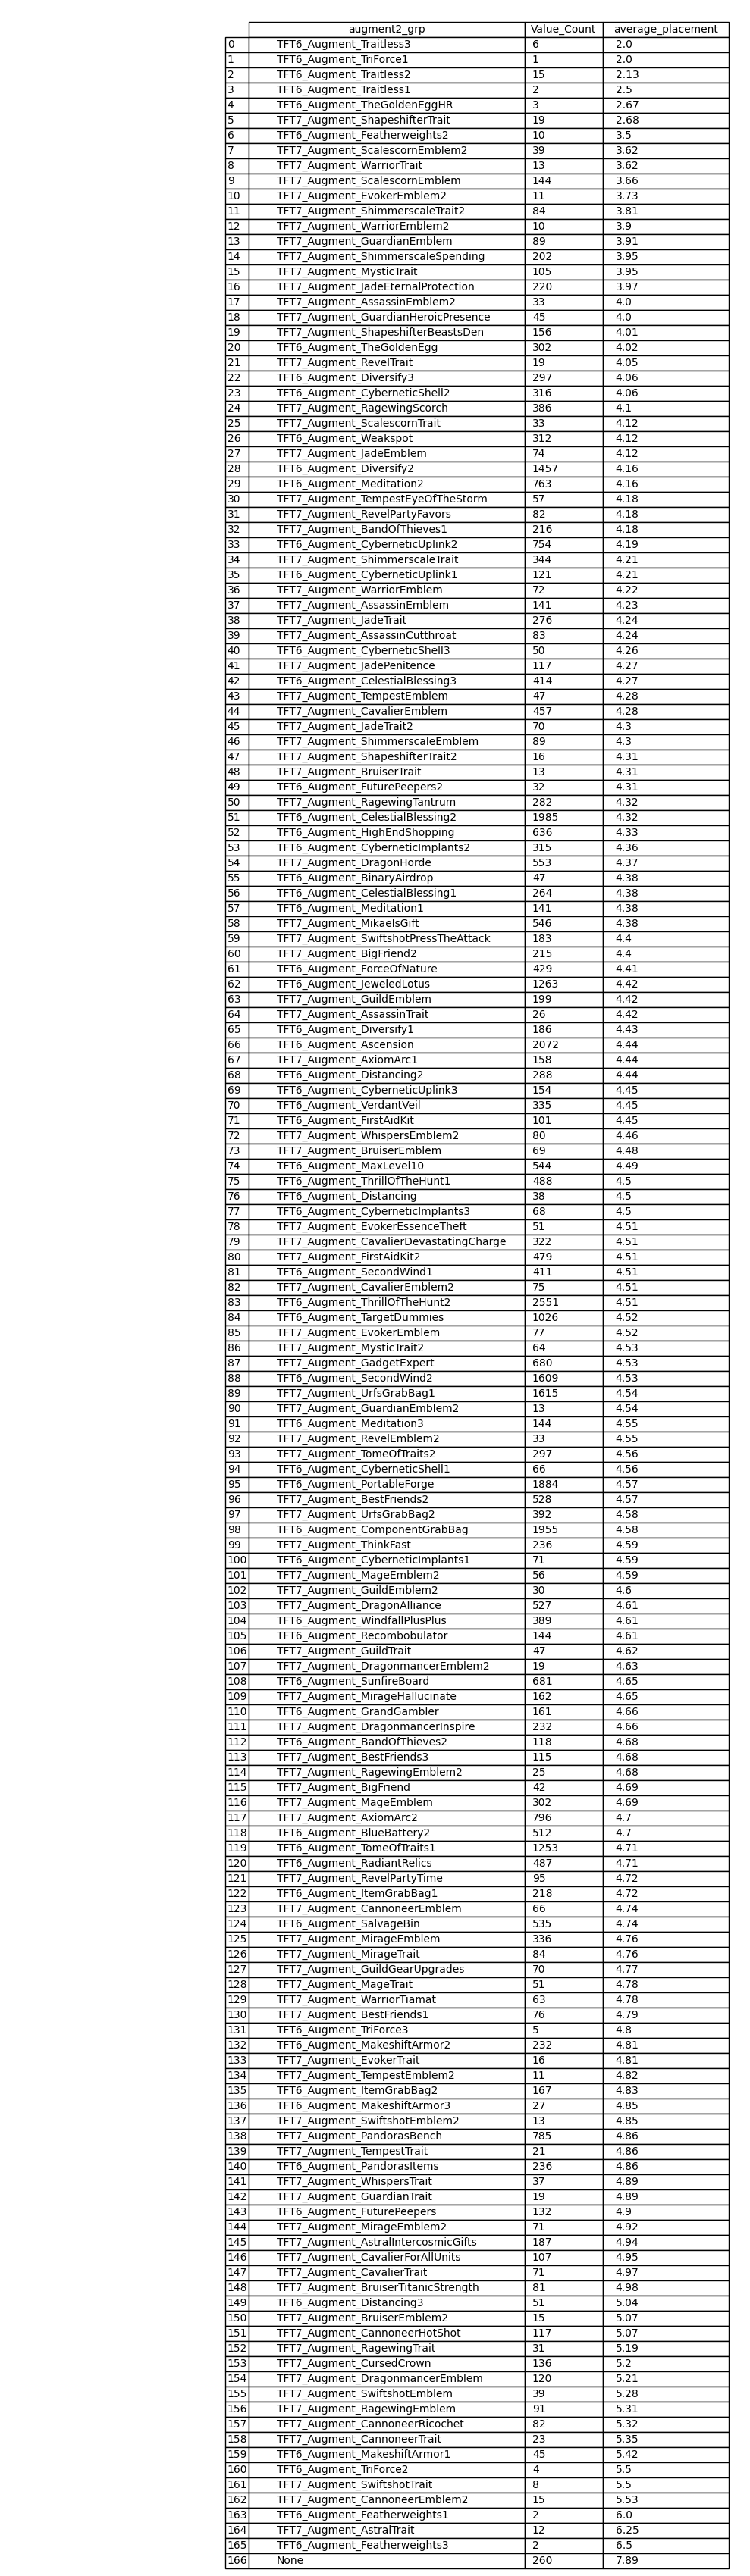 augment2_grp Value_Count average_placement
0 TFT6_Augment_Traitless3 6 2.0
1 TFT6_Augment_TriForce1 1 2.0
2 TFT6_Augment_Traitless2 15 2.13
3 TFT6_Augment_Traitless1 2 2.5
4 TFT6_Augment_TheGoldenEggHR 3 2.67
5 TFT7_Augment_ShapeshifterTrait 19 2.68
6 TFT6_Augment_Featherweights2 10 3.5
7 TFT7_Augment_ScalescornEmblem2 39 3.62
8 TFT7_Augment_WarriorTrait 13 3.62
9 TFT7_Augment_ScalescornEmblem 144 3.66
10 TFT7_Augment_EvokerEmblem2 11 3.73
11 TFT7_Augment_ShimmerscaleTrait2 84 3.81
12 TFT7_Augment_WarriorEmblem2 10 3.9
13 TFT7_Augment_GuardianEmblem 89 3.91
14 TFT7_Augment_ShimmerscaleSpending 202 3.95
15 TFT7_Augment_MysticTrait 105 3.95
16 TFT7_Augment_JadeEternalProtection 220 3.97
17 TFT7_Augment_AssassinEmblem2 33 4.0
18 TFT7_Augment_GuardianHeroicPresence 45 4.0
19 TFT7_Augment_ShapeshifterBeastsDen 156 4.01
20 TFT6_Augment_TheGoldenEgg 302 4.02
21 TFT7_Augment_RevelTrait 19 4.05
22 TFT6_Augment_Diversify3 297 4.06
23 TFT6_Augment_CyberneticShell2 316 4.06
24 TFT7_Augment_RagewingScorch 386 4.1
25 TFT7_Augment_ScalescornTrait 33 4.12
26 TFT6_Augment_Weakspot 312 4.12
27 TFT7_Augment_JadeEmblem 74 4.12
28 TFT6_Augment_Diversify2 1457 4.16
29 TFT6_Augment_Meditation2 763 4.16
30 TFT7_Augment_TempestEyeOfTheStorm 57 4.18
31 TFT7_Augment_RevelPartyFavors 82 4.18
32 TFT7_Augment_BandOfThieves1 216 4.18
33 TFT6_Augment_CyberneticUplink2 754 4.19
34 TFT7_Augment_ShimmerscaleTrait 344 4.21
35 TFT6_Augment_CyberneticUplink1 121 4.21
36 TFT7_Augment_WarriorEmblem 72 4.22
37 TFT7_Augment_AssassinEmblem 141 4.23
38 TFT7_Augment_JadeTrait 276 4.24
39 TFT7_Augment_AssassinCutthroat 83 4.24
40 TFT6_Augment_CyberneticShell3 50 4.26
41 TFT7_Augment_JadePenitence 117 4.27
42 TFT6_Augment_CelestialBlessing3 414 4.27
43 TFT7_Augment_TempestEmblem 47 4.28
44 TFT7_Augment_CavalierEmblem 457 4.28
45 TFT7_Augment_JadeTrait2 70 4.3
46 TFT7_Augment_ShimmerscaleEmblem 89 4.3
47 TFT7_Augment_ShapeshifterTrait2 16 4.31
48 TFT7_Augment_BruiserTrait 13 4.31
49 TFT6_Augment_FuturePeepers2 32 4.31
50 TFT7_Augment_RagewingTantrum 282 4.32
51 TFT6_Augment_CelestialBlessing2 1985 4.32
52 TFT6_Augment_HighEndShopping 636 4.33
53 TFT6_Augment_CyberneticImplants2 315 4.36
54 TFT7_Augment_DragonHorde 553 4.37
55 TFT6_Augment_BinaryAirdrop 47 4.38
56 TFT6_Augment_CelestialBlessing1 264 4.38
57 TFT6_Augment_Meditation1 141 4.38
58 TFT7_Augment_MikaelsGift 546 4.38
59 TFT7_Augment_SwiftshotPressTheAttack 183 4.4
60 TFT7_Augment_BigFriend2 215 4.4
61 TFT6_Augment_ForceOfNature 429 4.41
62 TFT6_Augment_JeweledLotus 1263 4.42
63 TFT7_Augment_GuildEmblem 199 4.42
64 TFT7_Augment_AssassinTrait 26 4.42
65 TFT6_Augment_Diversify1 186 4.43
66 TFT6_Augment_Ascension 2072 4.44
67 TFT7_Augment_AxiomArc1 158 4.44
68 TFT6_Augment_Distancing2 288 4.44
69 TFT6_Augment_CyberneticUplink3 154 4.45
70 TFT6_Augment_VerdantVeil 335 4.45
71 TFT6_Augment_FirstAidKit 101 4.45
72 TFT7_Augment_WhispersEmblem2 80 4.46
73 TFT7_Augment_BruiserEmblem 69 4.48
74 TFT6_Augment_MaxLevel10 544 4.49
75 TFT6_Augment_ThrillOfTheHunt1 488 4.5
76 TFT6_Augment_Distancing 38 4.5
77 TFT6_Augment_CyberneticImplants3 68 4.5
78 TFT7_Augment_EvokerEssenceTheft 51 4.51
79 TFT7_Augment_CavalierDevastatingCharge 322 4.51
80 TFT7_Augment_FirstAidKit2 479 4.51
81 TFT6_Augment_SecondWind1 411 4.51
82 TFT7_Augment_CavalierEmblem2 75 4.51
83 TFT6_Augment_ThrillOfTheHunt2 2551 4.51
84 TFT6_Augment_TargetDummies 1026 4.52
85 TFT7_Augment_EvokerEmblem 77 4.52
86 TFT7_Augment_MysticTrait2 64 4.53
87 TFT7_Augment_GadgetExpert 680 4.53
88 TFT6_Augment_SecondWind2 1609 4.53
89 TFT7_Augment_UrfsGrabBag1 1615 4.54
90 TFT7_Augment_GuardianEmblem2 13 4.54
91 TFT6_Augment_Meditation3 144 4.55
92 TFT7_Augment_RevelEmblem2 33 4.55
93 TFT7_Augment_TomeOfTraits2 297 4.56
94 TFT6_Augment_CyberneticShell1 66 4.56
95 TFT6_Augment_PortableForge 1884 4.57
96 TFT7_Augment_BestFriends2 528 4.57
97 TFT7_Augment_UrfsGrabBag2 392 4.58
98 TFT6_Augment_ComponentGrabBag 1955 4.58
99 TFT7_Augment_ThinkFast 236 4.59
100 TFT6_Augment_CyberneticImplants1 71 4.59
101 TFT7_Augment_MageEmblem2 56 4.59
102 TFT7_Augment_GuildEmblem2 30 4.6
103 TFT7_Augment_DragonAlliance 527 4.61
104 TFT6_Augment_WindfallPlusPlus 389 4.61
105 TFT6_Augment_Recombobulator 144 4.61
106 TFT7_Augment_GuildTrait 47 4.62
107 TFT7_Augment_DragonmancerEmblem2 19 4.63
108 TFT6_Augment_SunfireBoard 681 4.65
109 TFT7_Augment_MirageHallucinate 162 4.65
110 TFT6_Augment_GrandGambler 161 4.66
111 TFT7_Augment_DragonmancerInspire 232 4.66
112 TFT6_Augment_BandOfThieves2 118 4.68
113 TFT7_Augment_BestFriends3 115 4.68
114 TFT7_Augment_RagewingEmblem2 25 4.68
115 TFT7_Augment_BigFriend 42 4.69
116 TFT7_Augment_MageEmblem 302 4.69
117 TFT7_Augment_AxiomArc2 796 4.7
118 TFT6_Augment_BlueBattery2 512 4.7
119 TFT6_Augment_TomeOfTraits1 1253 4.71
120 TFT6_Augment_RadiantRelics 487 4.71
121 TFT7_Augment_RevelPartyTime 95 4.72
122 TFT6_Augment_ItemGrabBag1 218 4.72
123 TFT7_Augment_CannoneerEmblem 66 4.74
124 TFT6_Augment_SalvageBin 535 4.74
125 TFT7_Augment_MirageEmblem 336 4.76
126 TFT7_Augment_MirageTrait 84 4.76
127 TFT7_Augment_GuildGearUpgrades 70 4.77
128 TFT7_Augment_MageTrait 51 4.78
129 TFT7_Augment_WarriorTiamat 63 4.78
130 TFT7_Augment_BestFriends1 76 4.79
131 TFT6_Augment_TriForce3 5 4.8
132 TFT6_Augment_MakeshiftArmor2 232 4.81
133 TFT7_Augment_EvokerTrait 16 4.81
134 TFT7_Augment_TempestEmblem2 11 4.82
135 TFT6_Augment_ItemGrabBag2 167 4.83
136 TFT6_Augment_MakeshiftArmor3 27 4.85
137 TFT7_Augment_SwiftshotEmblem2 13 4.85
138 TFT7_Augment_PandorasBench 785 4.86
139 TFT7_Augment_TempestTrait 21 4.86
140 TFT6_Augment_PandorasItems 236 4.86
141 TFT7_Augment_WhispersTrait 37 4.89
142 TFT7_Augment_GuardianTrait 19 4.89
143 TFT6_Augment_FuturePeepers 132 4.9
144 TFT7_Augment_MirageEmblem2 71 4.92
145 TFT7_Augment_AstralIntercosmicGifts 187 4.94
146 TFT7_Augment_CavalierForAllUnits 107 4.95
147 TFT7_Augment_CavalierTrait 71 4.97
148 TFT7_Augment_BruiserTitanicStrength 81 4.98
149 TFT6_Augment_Distancing3 51 5.04
150 TFT7_Augment_BruiserEmblem2 15 5.07
151 TFT7_Augment_CannoneerHotShot 117 5.07
152 TFT7_Augment_RagewingTrait 31 5.19
153 TFT7_Augment_CursedCrown 136 5.2
154 TFT7_Augment_DragonmancerEmblem 120 5.21
155 TFT7_Augment_SwiftshotEmblem 39 5.28
156 TFT7_Augment_RagewingEmblem 91 5.31
157 TFT7_Augment_CannoneerRicochet 82 5.32
158 TFT7_Augment_CannoneerTrait 23 5.35
159 TFT6_Augment_MakeshiftArmor1 45 5.42
160 TFT6_Augment_TriForce2 4 5.5
161 TFT7_Augment_SwiftshotTrait 8 5.5
162 TFT7_Augment_CannoneerEmblem2 15 5.53
163 TFT6_Augment_Featherweights1 2 6.0
164 TFT7_Augment_AstralTrait 12 6.25
165 TFT6_Augment_Featherweights3 2 6.5
166 None 260 7.89